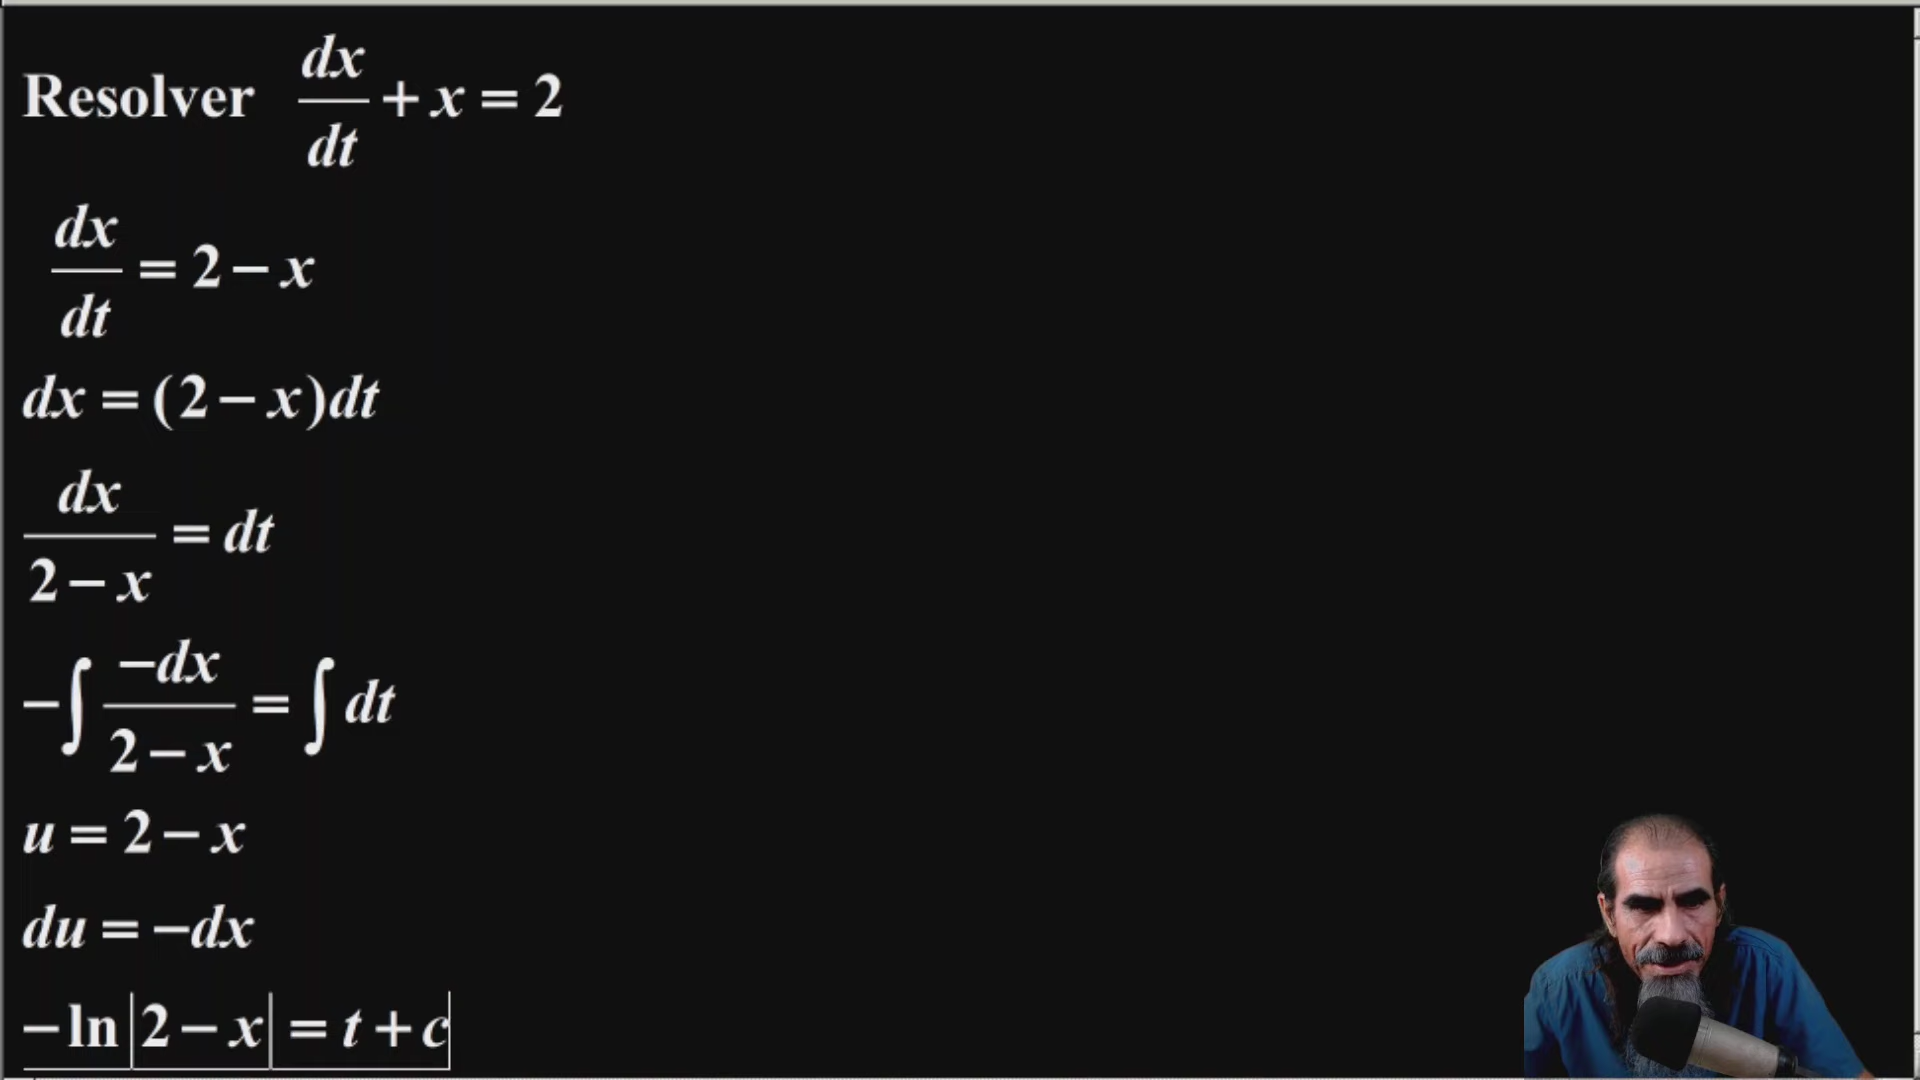 Resolver dx/dt + x = 2
dx/dt = 2 − x
dx = (2 − x)dt
dx/(2 − x) = dt
−∫ −dx/(2 − x) = ∫ dt
u = 2 − x
du = −dx
−ln|2 − x| = t + c